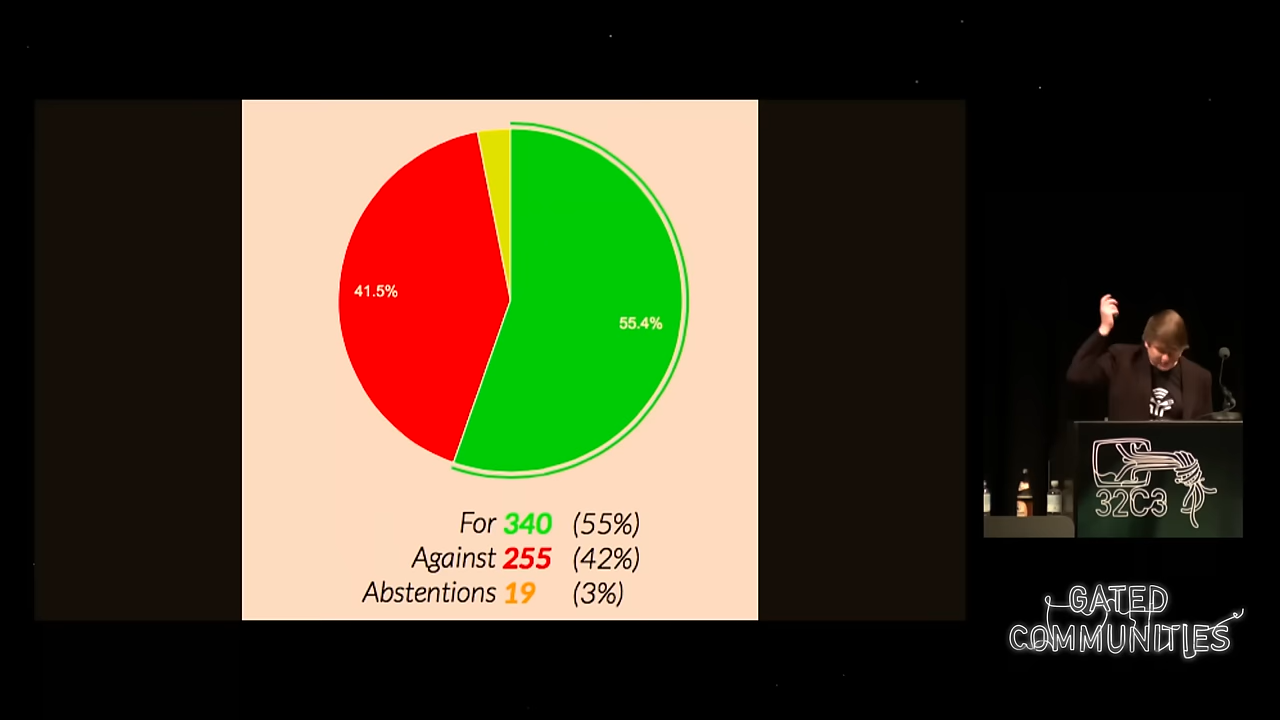 41.5%
55.4%
For 340 (55%)
Against 255 (42%)
Abstentions 19 (3%)
32C3
GATED
COMMUNITIES